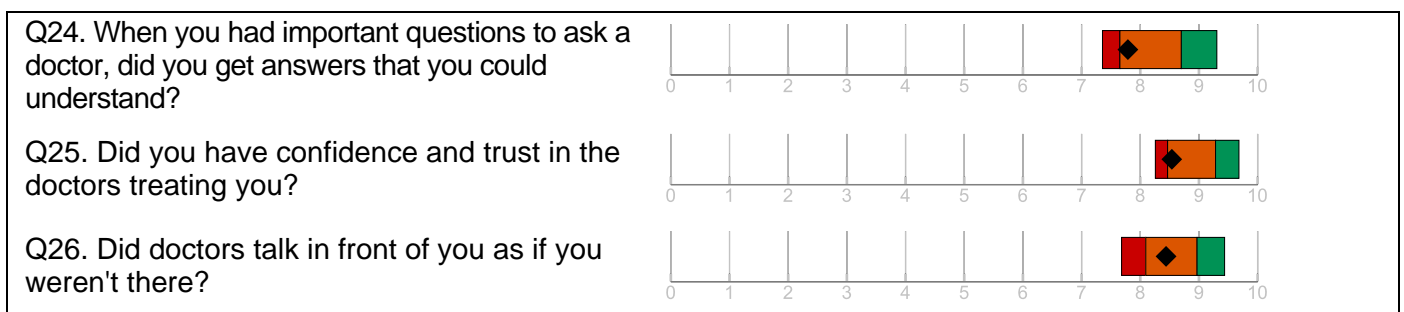 Q24. When you had important questions to ask a
doctor, did you get answers that you could
understand?
0 1 2 3 4 5 6 7 8 9 10
Q25. Did you have confidence and trust in the
doctors treating you?
0 1 2 3 4 5 6 7 8 9 10
Q26. Did doctors talk in front of you as if you
weren't there?
0 1 2 3 4 5 6 7 8 9 10